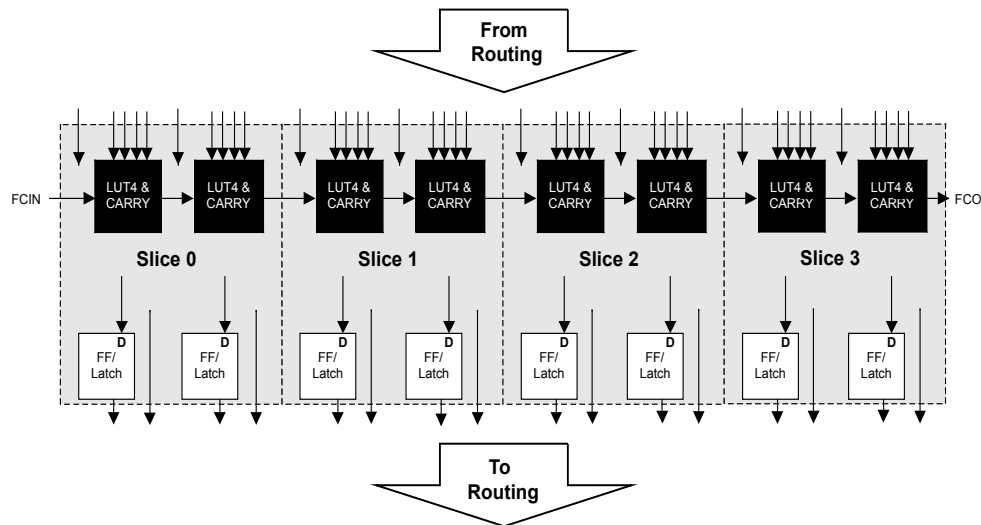 From
Routing
FCIN
LUT4 &
CARRY
LUT4 &
CARRY
LUT4 &
CARRY
LUT4 &
CARRY
LUT4 &
CARRY
LUT4 &
CARRY
LUT4 &
CARRY
LUT4 &
CARRY
FCO
Slice 0
Slice 1
Slice 2
Slice 3
D
FF/
Latch
D
FF/
Latch
D
FF/
Latch
D
FF/
Latch
D
FF/
Latch
D
FF/
Latch
D
FF/
Latch
D
FF/
Latch
To
Routing